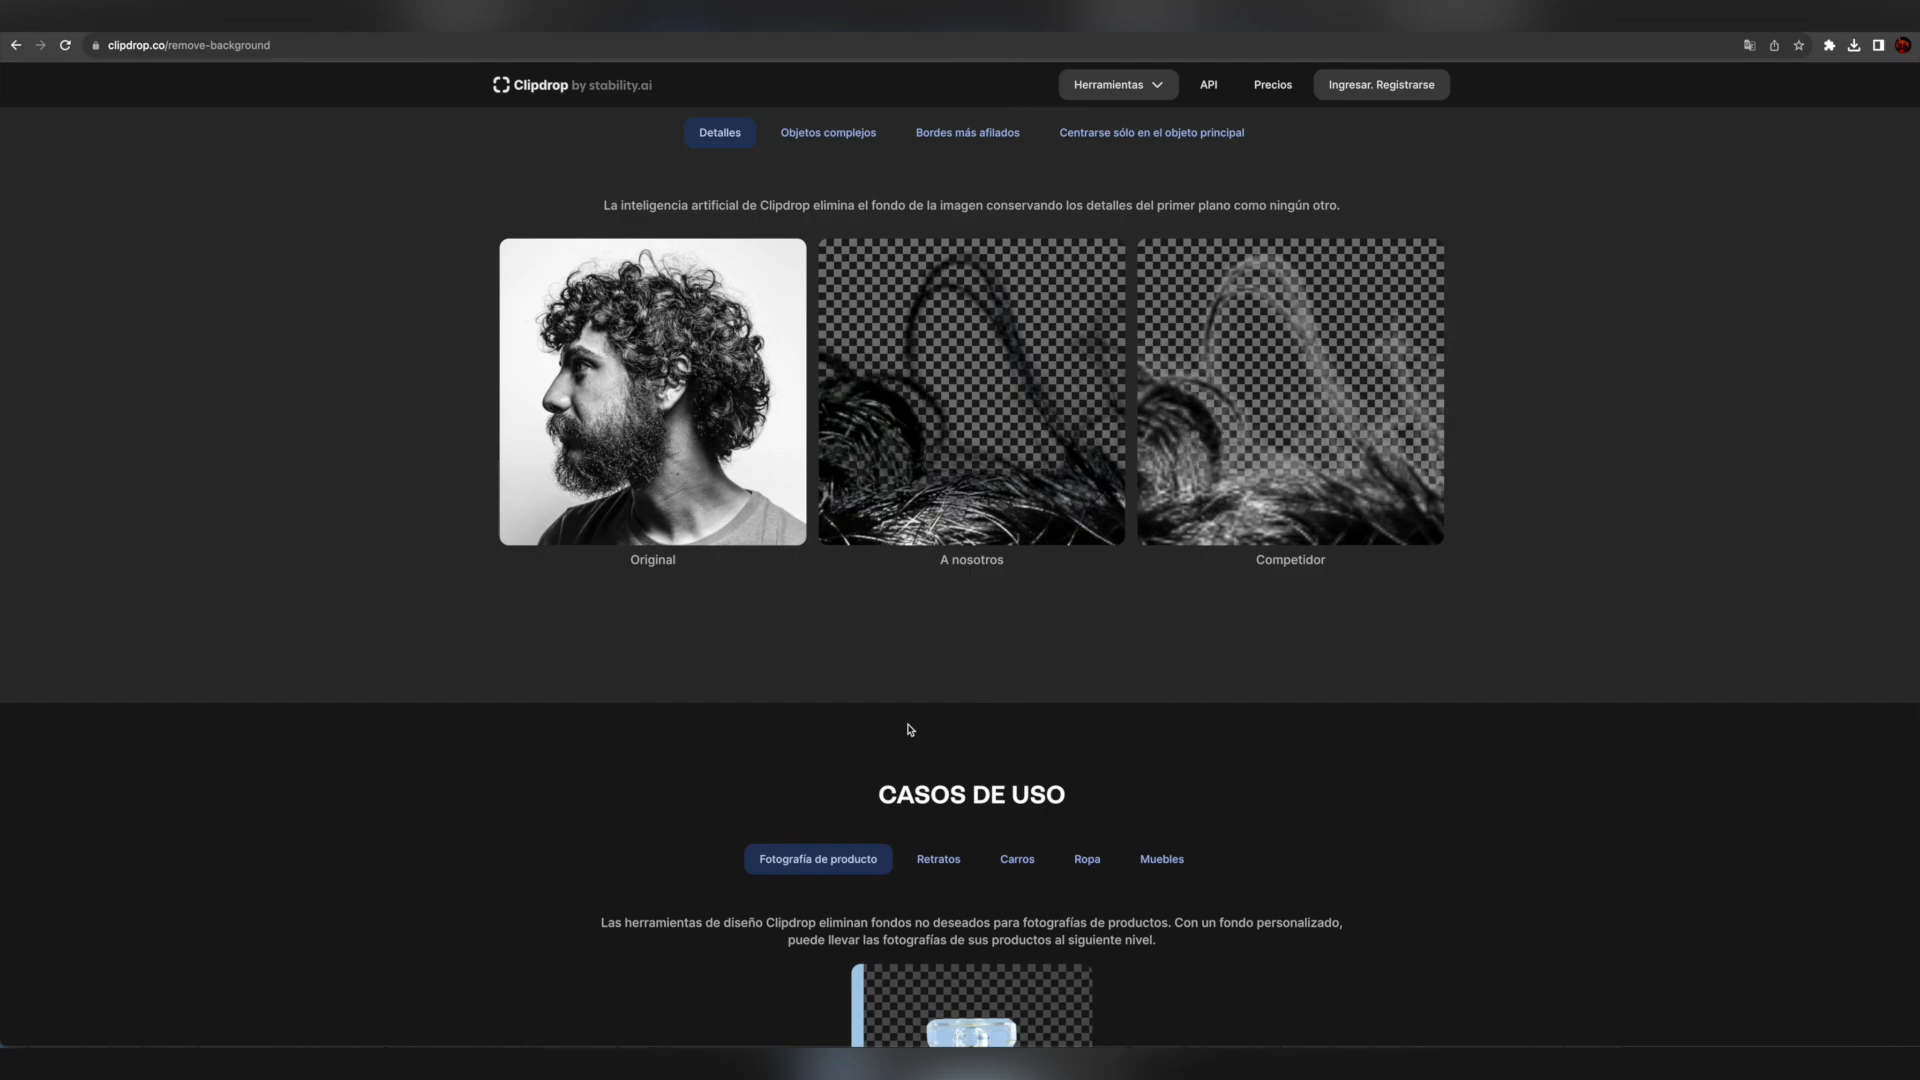 clipdrop.co/remove-background
Clipdrop by stability.ai
Herramientas
API
Precios
Ingresar. Registrarse
Detalles
Objetos complejos
Bordes más afilados
Centrarse sólo en el objeto principal
La inteligencia artificial de Clipdrop elimina el fondo de la imagen conservando los detalles del primer plano como ningún otro.
Original
A nosotros
Competidor
CASOS DE USO
Fotografía de producto
Retratos
Carros
Ropa
Muebles
Las herramientas de diseño Clipdrop eliminan fondos no deseados para fotografías de productos. Con un fondo personalizado,
puede llevar las fotografías de sus productos al siguiente nivel.